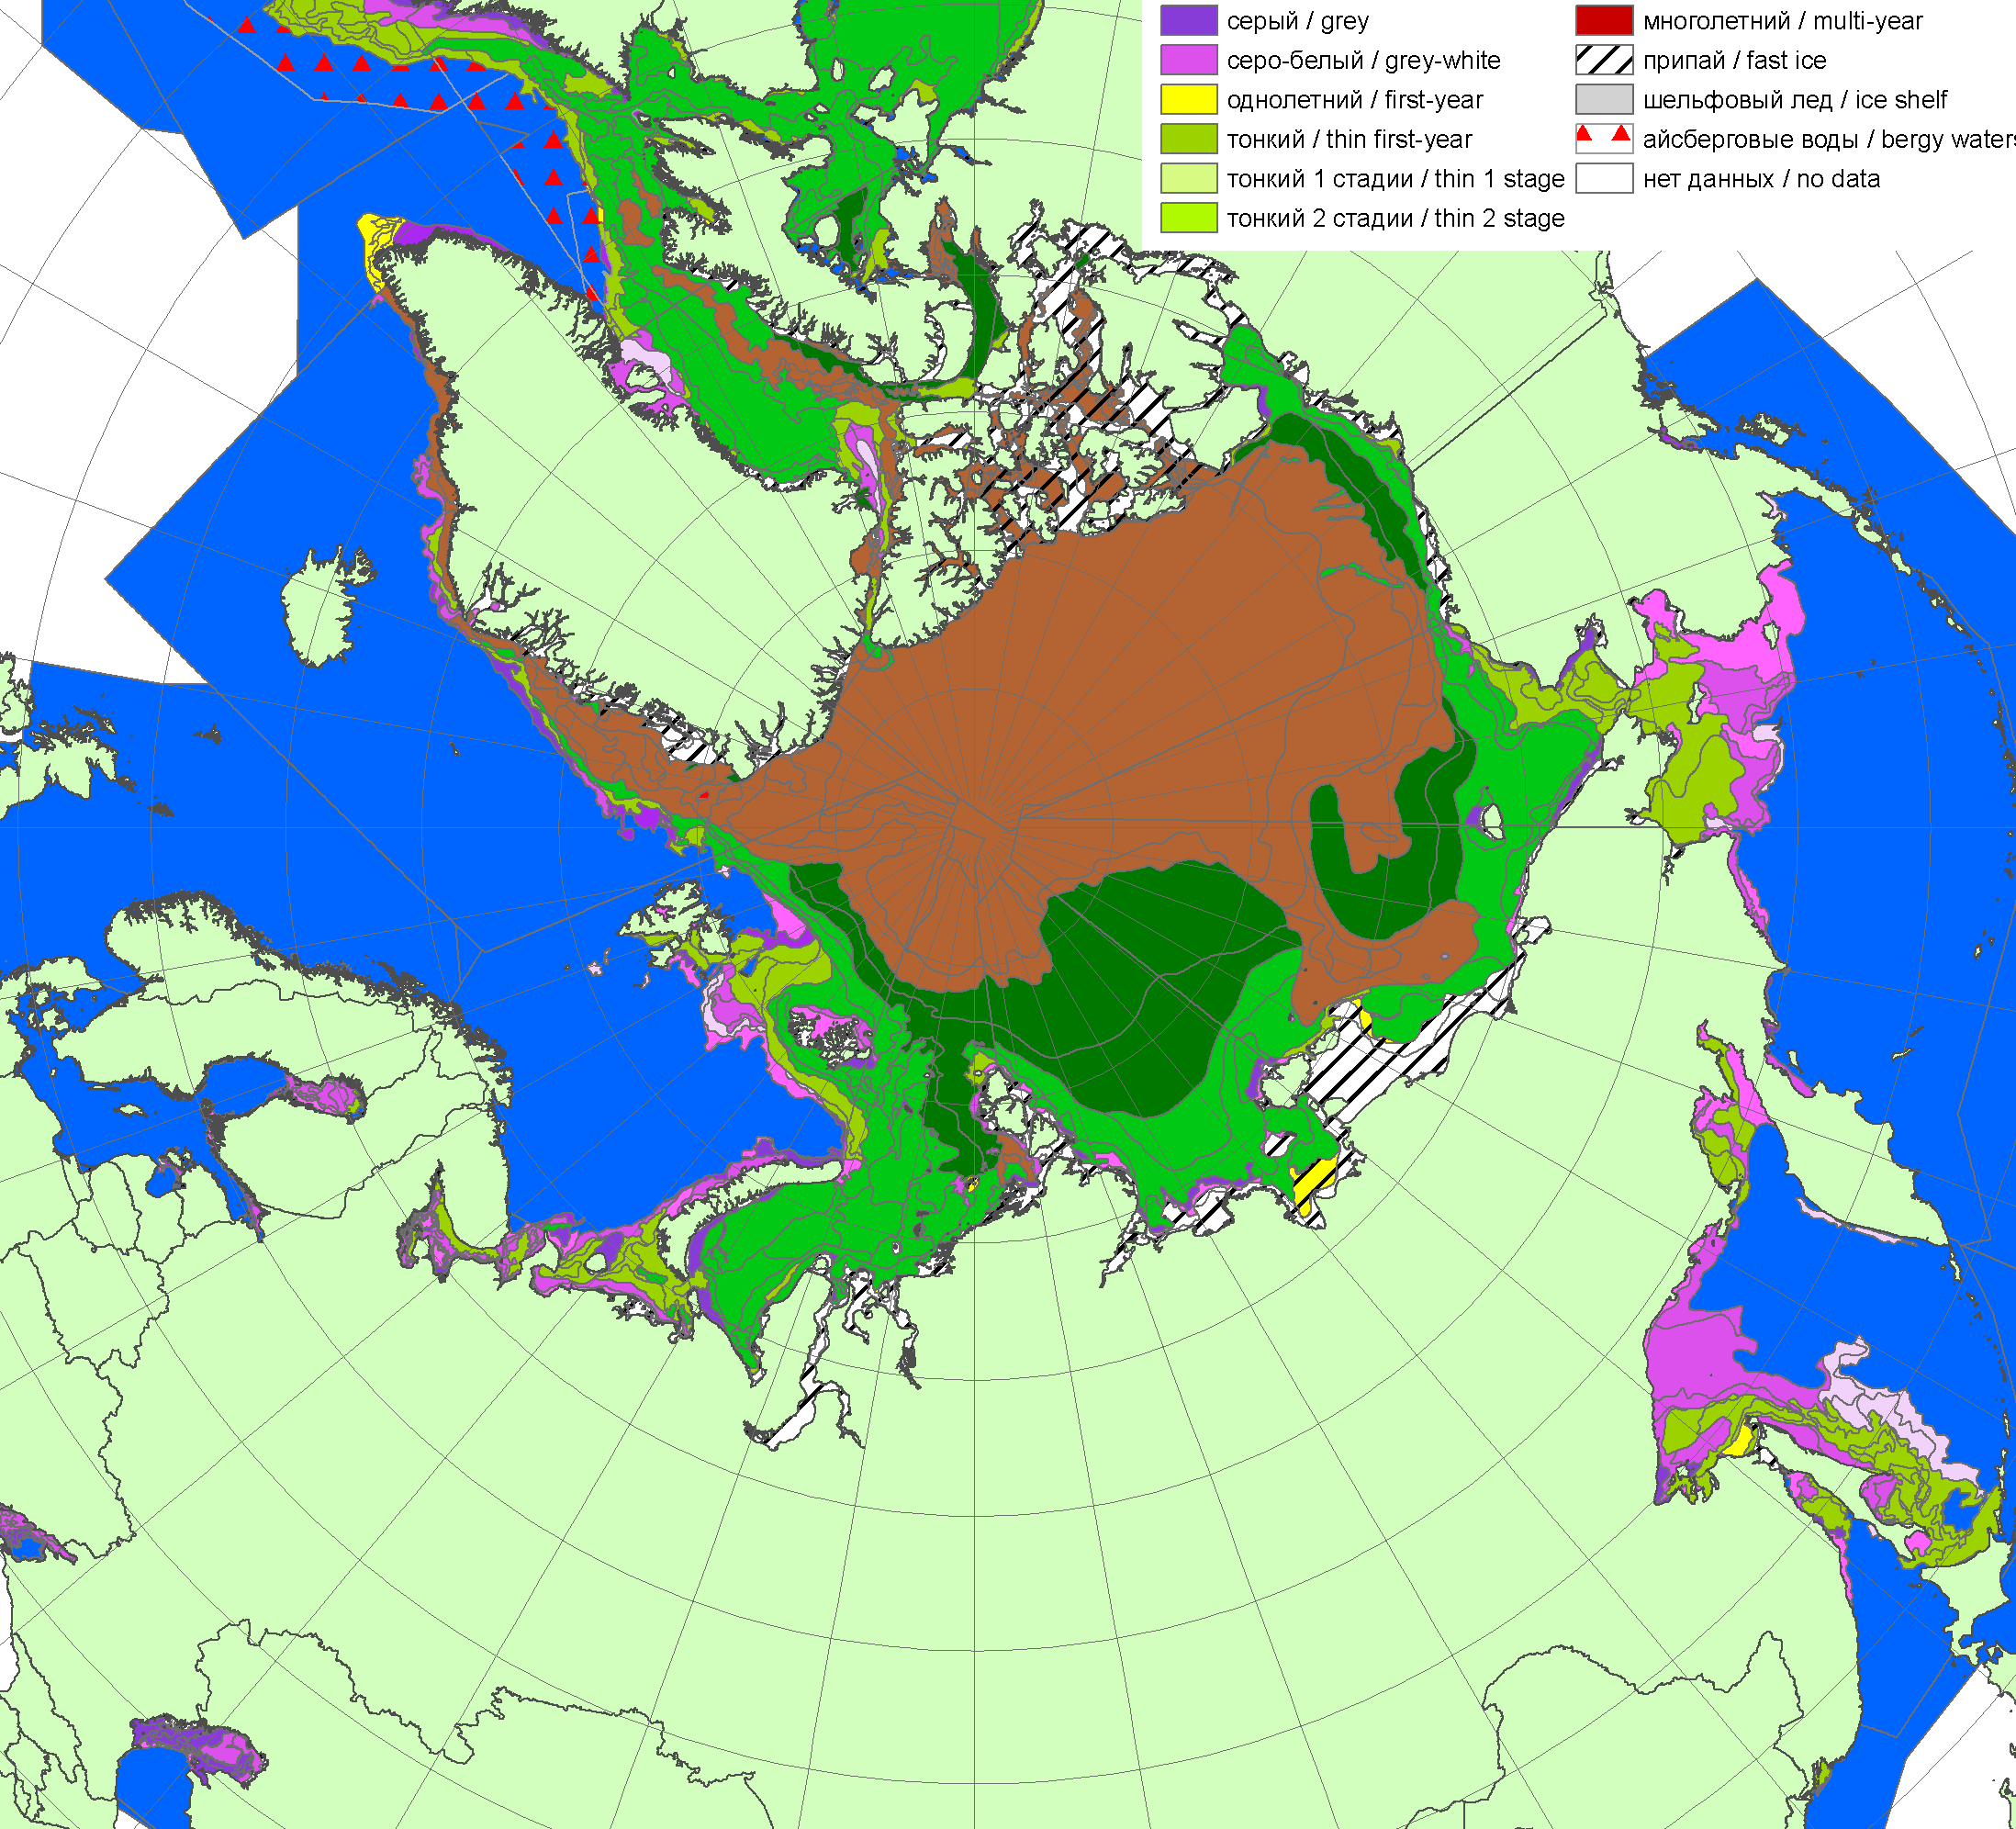 серый / grey
серо-белый / grey-white
однолетний / first-year
тонкий / thin first-year
тонкий 1 стадии / thin 1 stage
тонкий 2 стадии / thin 2 stage
многолетний / multi-year
припай / fast ice
шельфовый лед / ice shelf
айсберговые воды / bergy waters
нет данных / no data